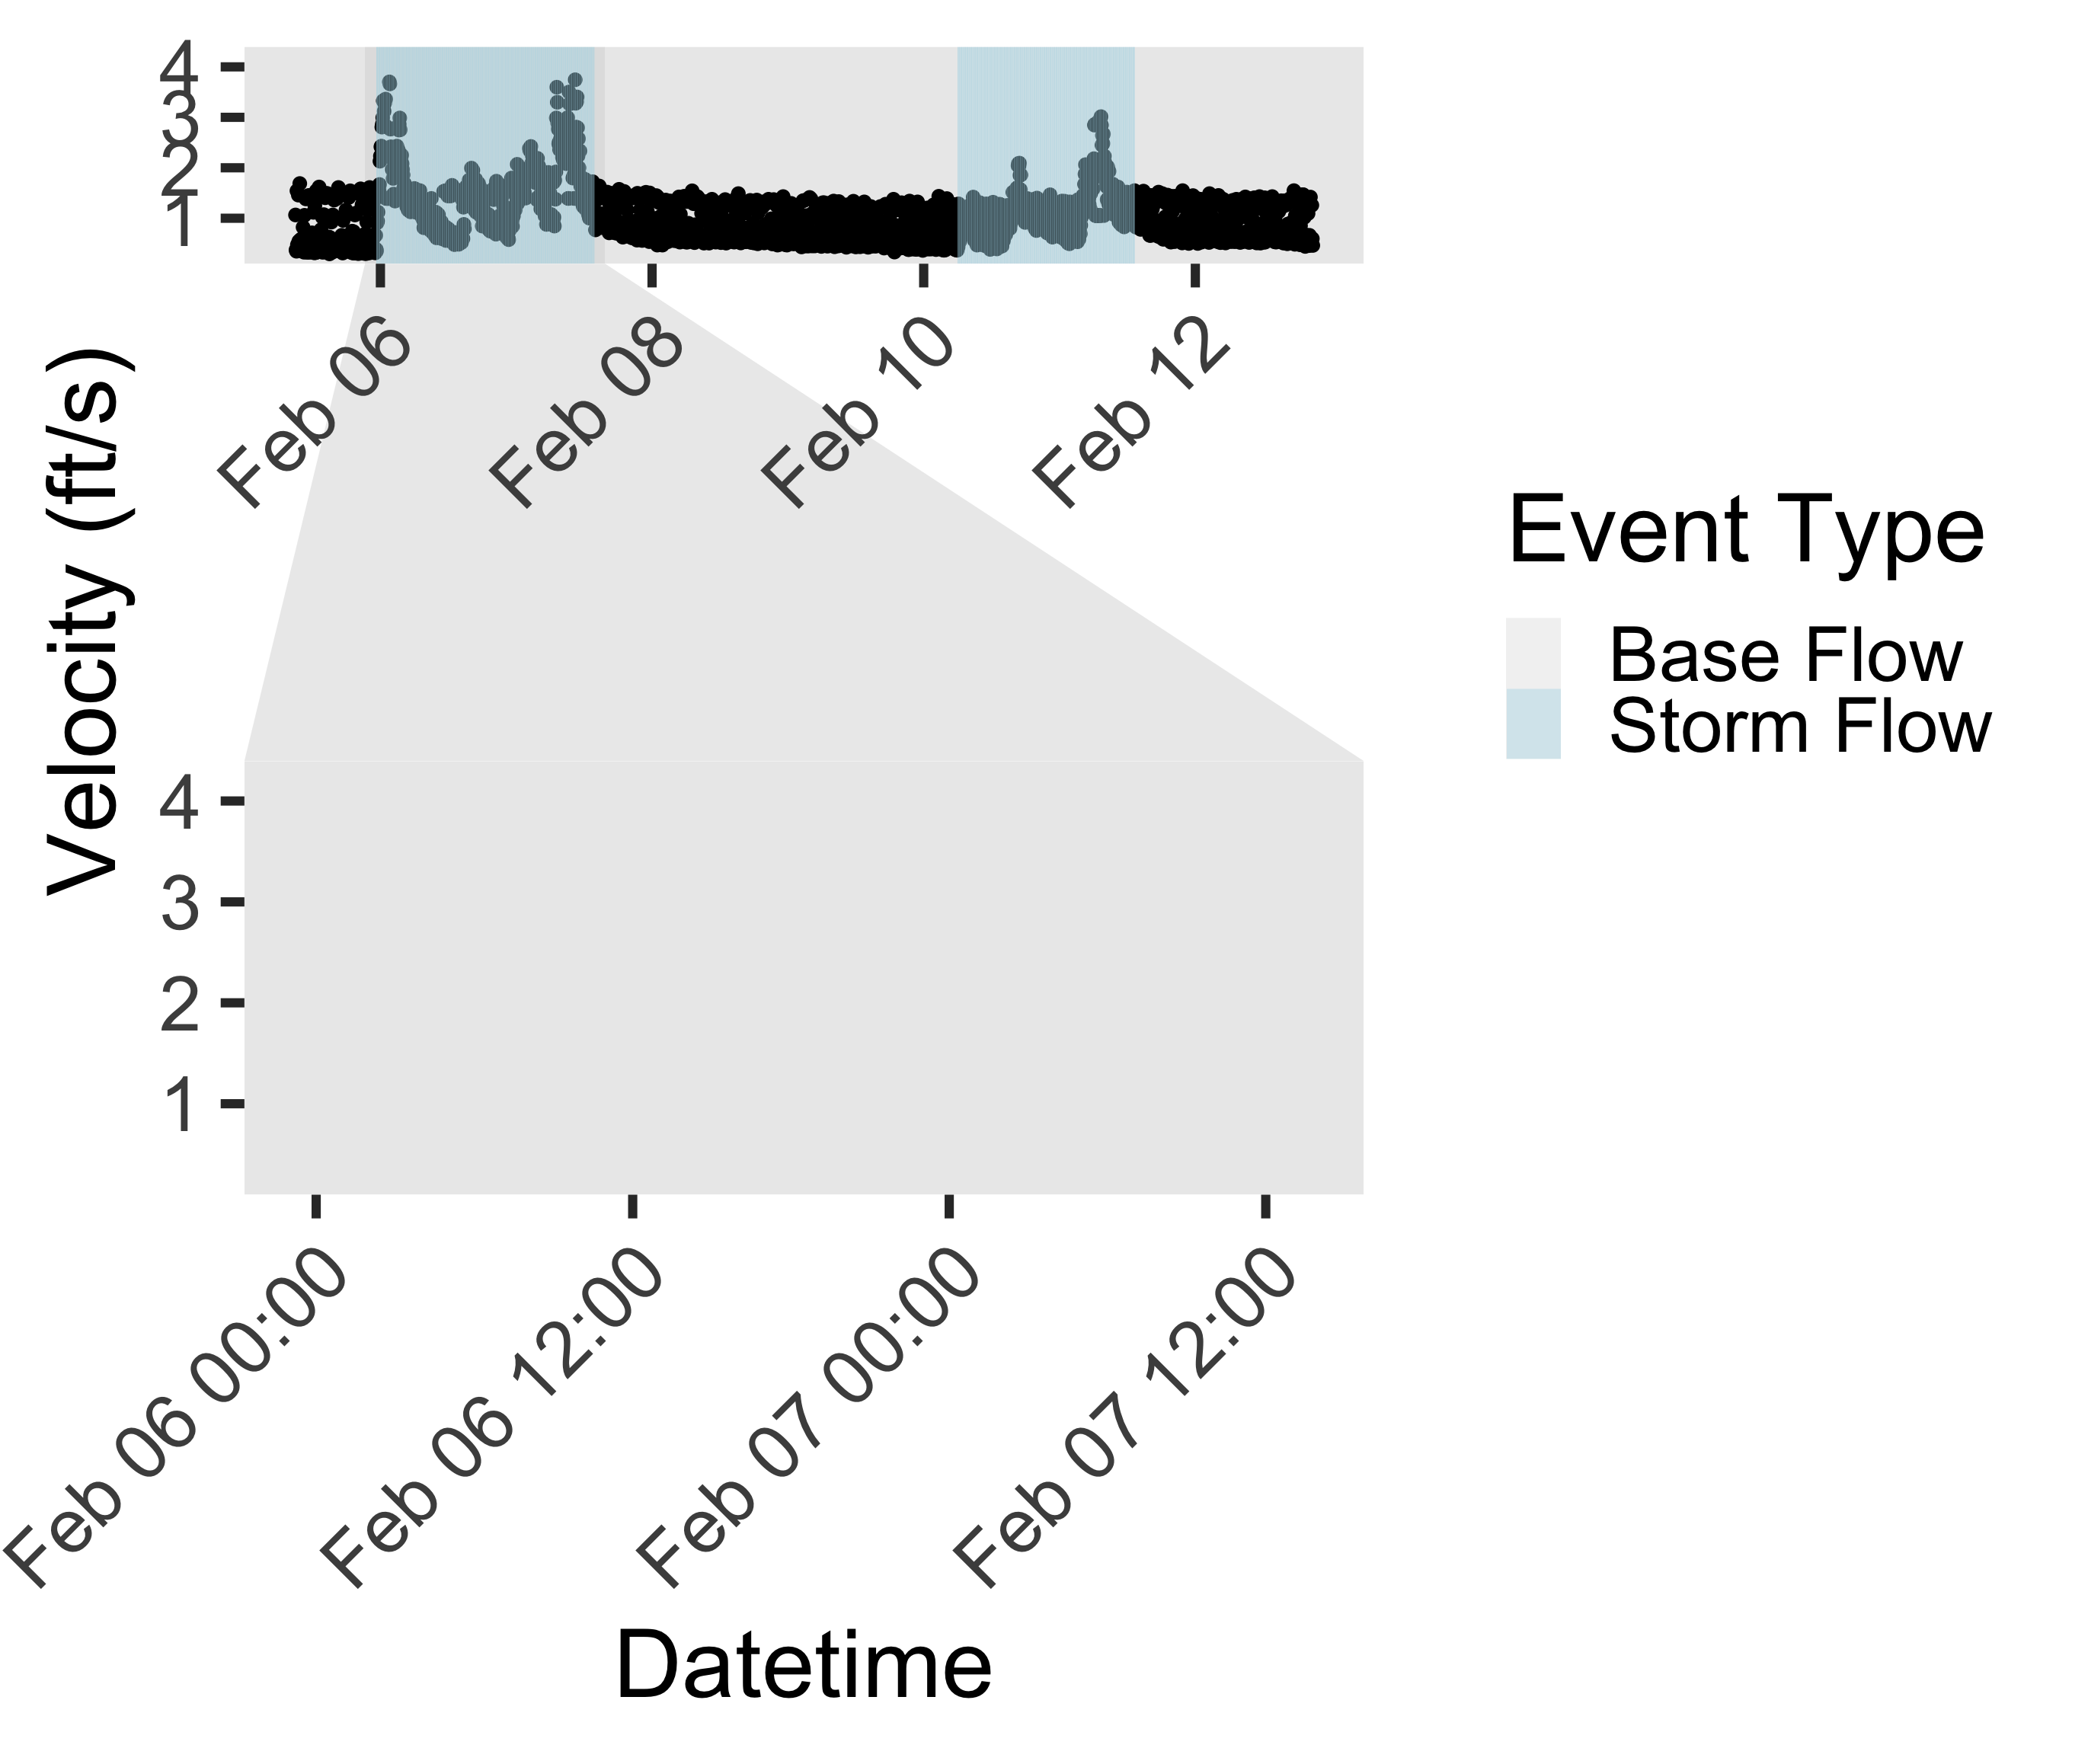 4
3
2
1
Feb 06
Feb 08
Feb 10
Feb 12
Velocity (ft/s)
Event Type
Base Flow
Storm Flow
4
3
2
1
Feb 06 00:00
Feb 06 12:00
Feb 07 00:00
Feb 07 12:00
Datetime